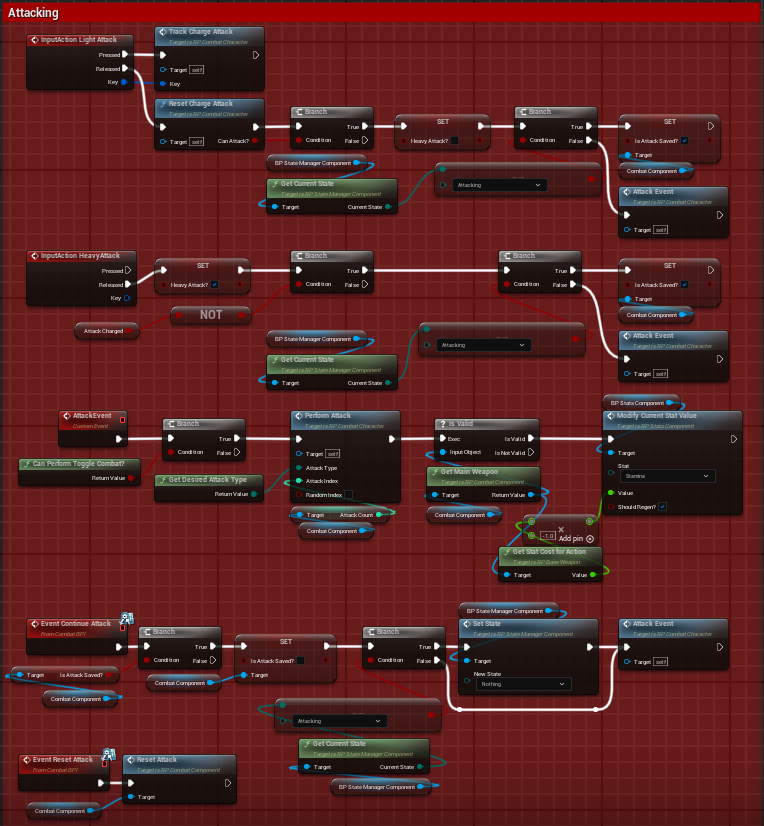 Attacking
InputAction Light Attack
Pressed
Released
Key
Track Charge Attack
Target is BP Combat Character
Target self
Key
Reset Charge Attack
Target is BP Combat Character
Target self
Can Attack?
Branch
True
Condition False
SET
Heavy Attack?
Branch
True
Condition False
SET
Is Attack Saved?
Target
Combat Component
BP State Manager Component
Get Current State
Target is BP State Manager Component
Target Current State
Attacking
Attack Event
Target is BP Combat Character
Target self
InputAction HeavyAttack
Pressed
Released
Key
SET
Heavy Attack?
Branch
True
Condition False
Branch
True
Condition False
SET
Is Attack Saved?
Target
Combat Component
Attack Charged
NOT
BP State Manager Component
Get Current State
Target is BP State Manager Component
Target Current State
Attacking
Attack Event
Target is BP Combat Character
Target self
AttackEvent
Custom Event
Can Perform Toggle Combat?
Return Value
Branch
True
Condition False
Get Desired Attack Type
Return Value
Perform Attack
Target is BP Combat Character
Target self
Attack Type
Attack Index
Random Index
Target Attack Count
Combat Component
Is Valid
Exec Is Valid
Input Object Is Not Valid
Get Main Weapon
Target is BP Combat Component
Target Return Value
Combat Component
BP Stats Component
Modify Current Stat Value
Target is BP Stats Component
Target
Stat
Stamina
Value
Should Regen?
-1.0
Add pin
Get Stat Cost for Action
Target is BP Base Weapon
Target Value
Event Continue Attack
From Combat BPI
Target Is Attack Saved?
Combat Component
Branch
True
Condition False
Combat Component
SET
Is Attack Saved?
Target
Branch
True
Condition False
BP State Manager Component
Set State
Target is BP State Manager Component
Target
New State
Nothing
Attack Event
Target is BP Combat Character
Target self
Attacking
Get Current State
Target is BP State Manager Component
Target Current State
BP State Manager Component
Event Reset Attack
From Combat BPI
Reset Attack
Target is BP Combat Component
Target
Combat Component